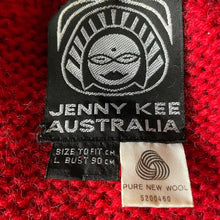 JENNY KEE
AUSTRALIA
SIZE TO FIT CM
L BUST 90 CM
PURE NEW WOOL
5200460